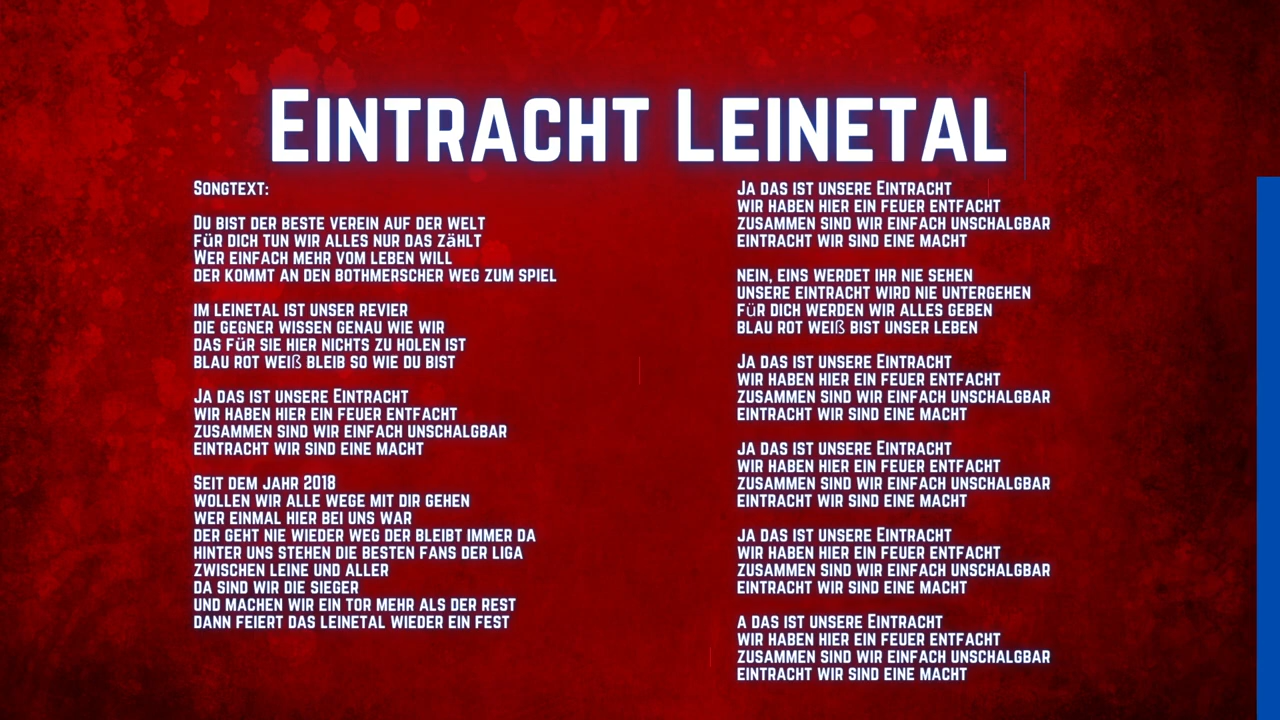 Eintracht Leinetal
Songtext:
Du bist der beste verein auf der welt
Für dich tun wir alles nur das zählt
Wer einfach mehr vom leben will
der kommt an den bothmerscher weg zum spiel
im leinetal ist unser revier
die gegner wissen genau wie wir
das für sie hier nichts zu holen ist
blau rot weiß bleib so wie du bist
Ja das ist unsere Eintracht
wir haben hier ein feuer entfacht
zusammen sind wir einfach unschalgbar
eintracht wir sind eine macht
Seit dem jahr 2018
wollen wir alle wege mit dir gehen
wer einmal hier bei uns war
der geht nie wieder weg der bleibt immer da
hinter uns stehen die besten fans der liga
zwischen leine und aller
da sind wir die sieger
und machen wir ein tor mehr als der rest
dann feiert das leinetal wieder ein fest
Ja das ist unsere Eintracht
wir haben hier ein feuer entfacht
zusammen sind wir einfach unschalgbar
eintracht wir sind eine macht
nein, eins werdet ihr nie sehen
unsere eintracht wird nie untergehen
Für dich werden wir alles geben
blau rot weiß bist unser leben
Ja das ist unsere Eintracht
wir haben hier ein feuer entfacht
zusammen sind wir einfach unschalgbar
eintracht wir sind eine macht
ja das ist unsere Eintracht
wir haben hier ein feuer entfacht
zusammen sind wir einfach unschalgbar
eintracht wir sind eine macht
ja das ist unsere Eintracht
wir haben hier ein feuer entfacht
zusammen sind wir einfach unschalgbar
eintracht wir sind eine macht
a das ist unsere Eintracht
wir haben hier ein feuer entfacht
zusammen sind wir einfach unschalgbar
eintracht wir sind eine macht